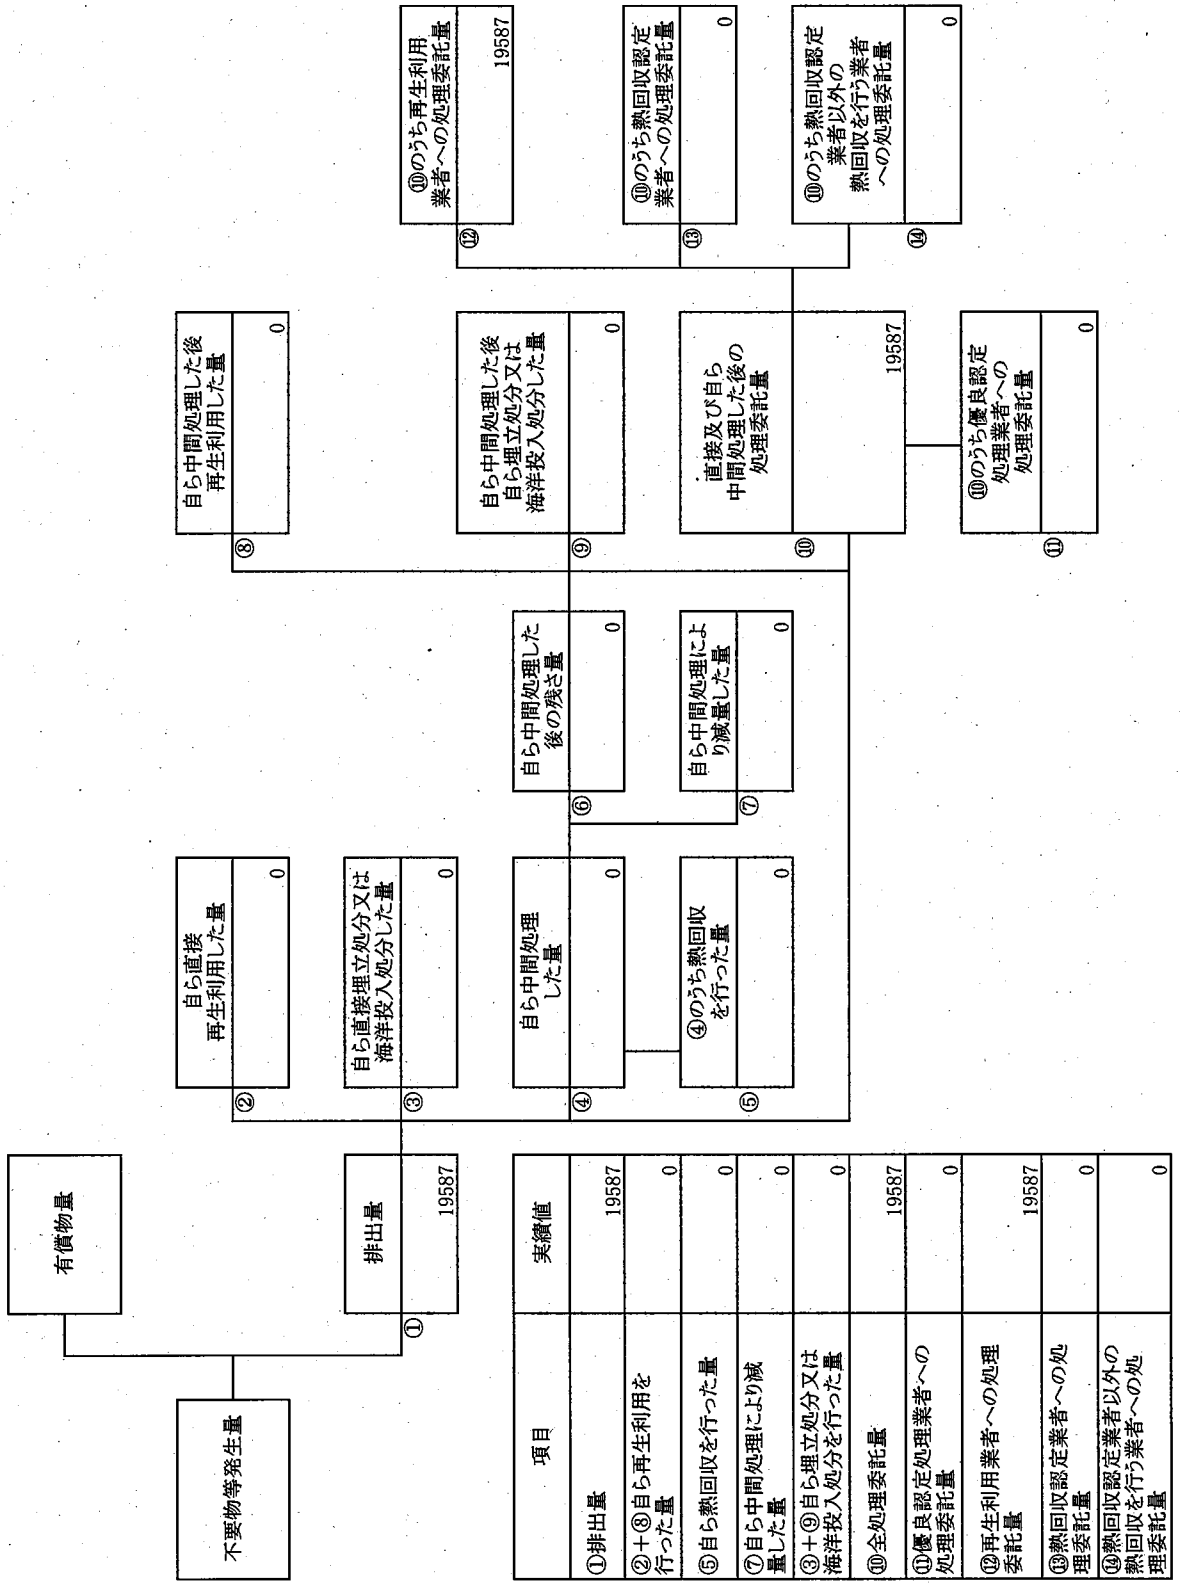 不要物等発生量
有償物量
①
排出量
19587
②
自ら直接
再生利用した量
0
③
自ら直接埋立処分又は
海洋投入処分した量
0
④
自ら中間処理
した量
0
⑤
④のうち熱回収
を行った量
0
⑥
自ら中間処理した
後の残さ量
0
⑦
自ら中間処理によ
り減量した量
0
⑧
自ら中間処理した後
再生利用した量
0
⑨
自ら中間処理した後
自ら埋立処分又は
海洋投入処分した量
0
⑩
直接及び自ら
中間処理した後の
処理委託量
19587
⑪
⑩のうち優良認定
処理業者への
処理委託量
0
⑫
⑩のうち再生利用
業者への処理委託量
19587
⑬
⑩のうち熱回収認定
業者への処理委託量
0
⑭
⑩のうち熱回収認定
業者以外の
熱回収を行う業者
への処理委託量
0
項目 実績値
①排出量 19587
②+⑧自ら再生利用を
行った量 0
⑤自ら熱回収を行った量 0
⑦自ら中間処理により減
量した量 0
③+⑨自ら埋立処分又は
海洋投入処分を行った量 0
⑩全処理委託量 19587
⑪優良認定処理業者への
処理委託量 0
⑫再生利用業者への処理
委託量 19587
⑬熱回収認定業者への処
理委託量 0
⑭熱回収認定業者以外の
熱回収を行う業者への処
理委託量 0